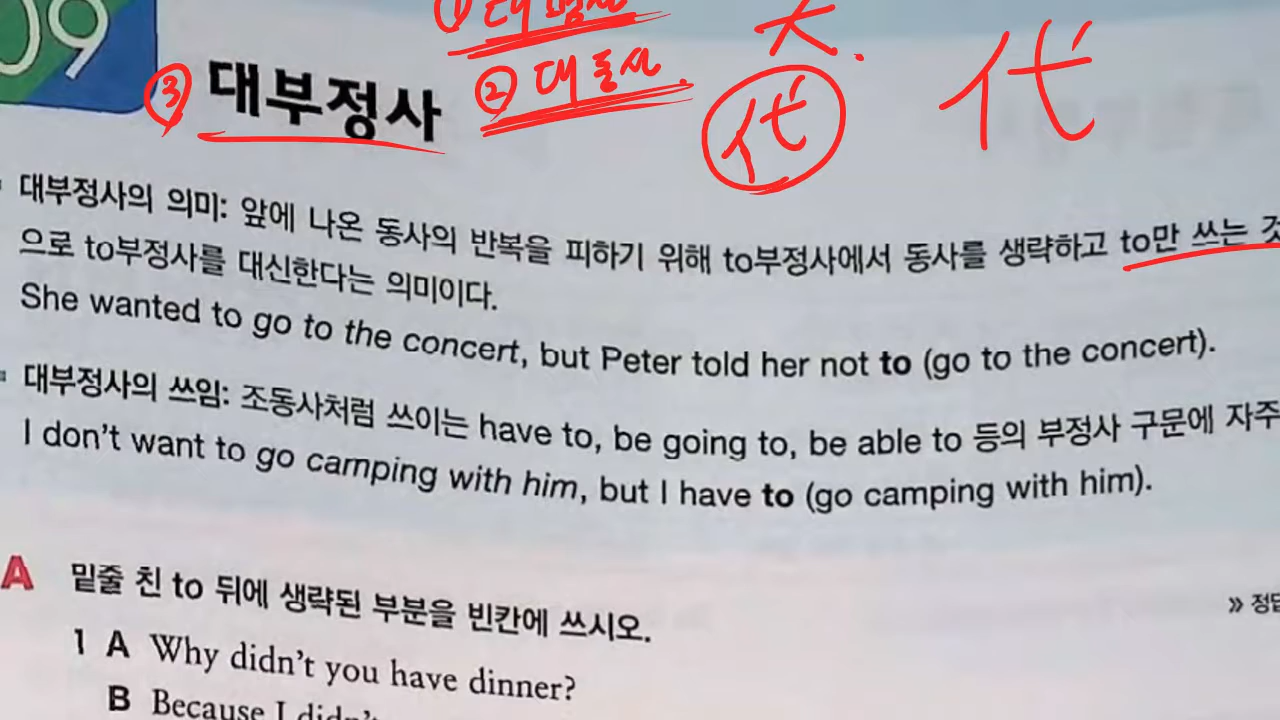 ① 대명사
大
代
09
③ 대부정사
② 대동사
代
대부정사의 의미: 앞에 나온 동사의 반복을 피하기 위해 to부정사에서 동사를 생략하고 to만 쓰는 것
으로 to부정사를 대신한다는 의미이다.
She wanted to go to the concert, but Peter told her not to (go to the concert).
대부정사의 쓰임: 조동사처럼 쓰이는 have to, be going to, be able to 등의 부정사 구문에 자주
I don't want to go camping with him, but I have to (go camping with him).
A 밑줄 친 to 뒤에 생략된 부분을 빈칸에 쓰시오.
» 정답
1 A Why didn't you have dinner?
B Because I didn't